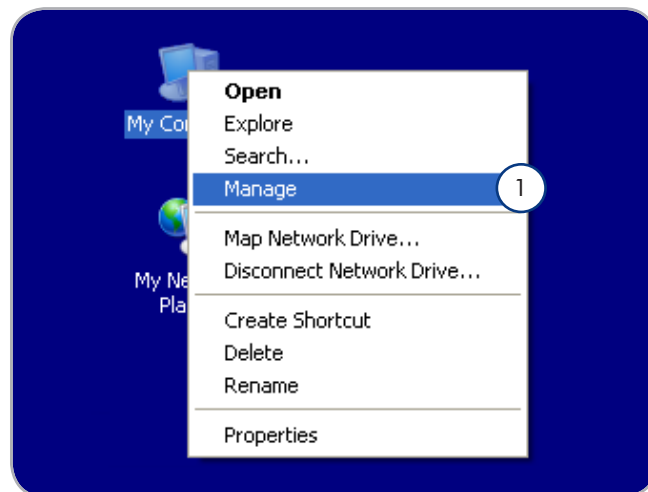 My Co
Open
Explore
Search...
Manage
1
Map Network Drive...
Disconnect Network Drive...
My Ne
Pla
Create Shortcut
Delete
Rename
Properties